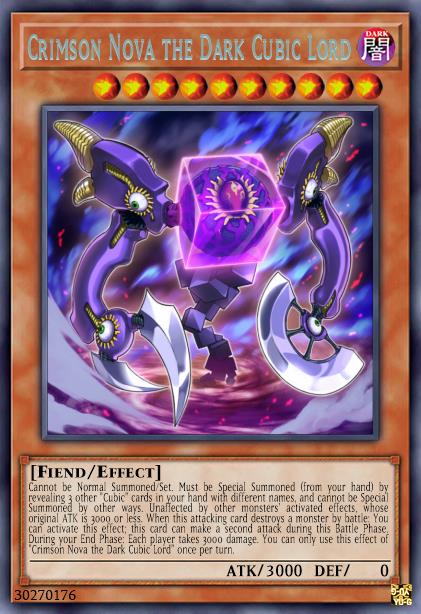 Crimson Nova the Dark Cubic Lord
DARK
闇
[Fiend/Effect]
Cannot be Normal Summoned/Set. Must be Special Summoned (from your hand) by
revealing 3 other "Cubic" cards in your hand with different names, and cannot be Special
Summoned by other ways. Unaffected by other monsters' activated effects, whose
original ATK is 3000 or less. When this attacking card destroys a monster by battle: You
can activate this effect; this card can make a second attack during this Battle Phase.
During your End Phase: Each player takes 3000 damage. You can only use this effect of
"Crimson Nova the Dark Cubic Lord" once per turn.
ATK/3000 DEF/ 0
30270176